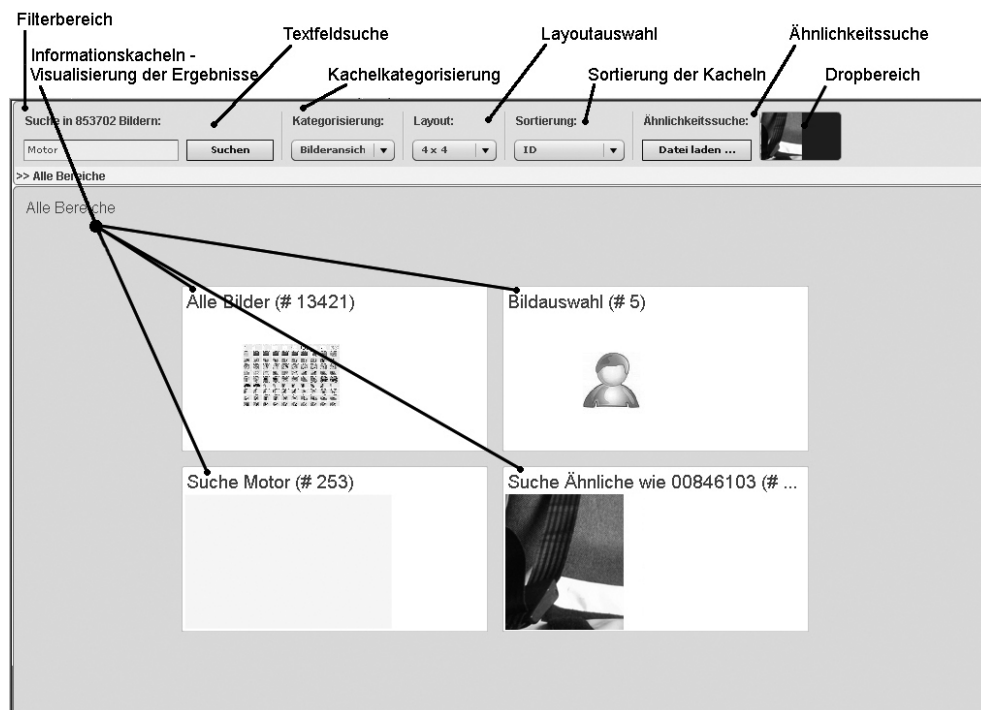 Filterbereich
Informationskacheln -
Visualisierung der Ergebnisse
Textfeldsuche
Kachelkategorisierung
Layoutauswahl
Sortierung der Kacheln
Ähnlichkeitssuche
Dropbereich
Suche in 853702 Bildern:
Kategorisierung:
Layout:
Sortierung:
Ähnlichkeitssuche:
Motor
Suchen
Bilderansich
4 x 4
ID
Datei laden ...
>> Alle Bereiche
Alle Bereiche
Alle Bilder (# 13421)
Bildauswahl (# 5)
Suche Motor (# 253)
Suche Ähnliche wie 00846103 (# ...